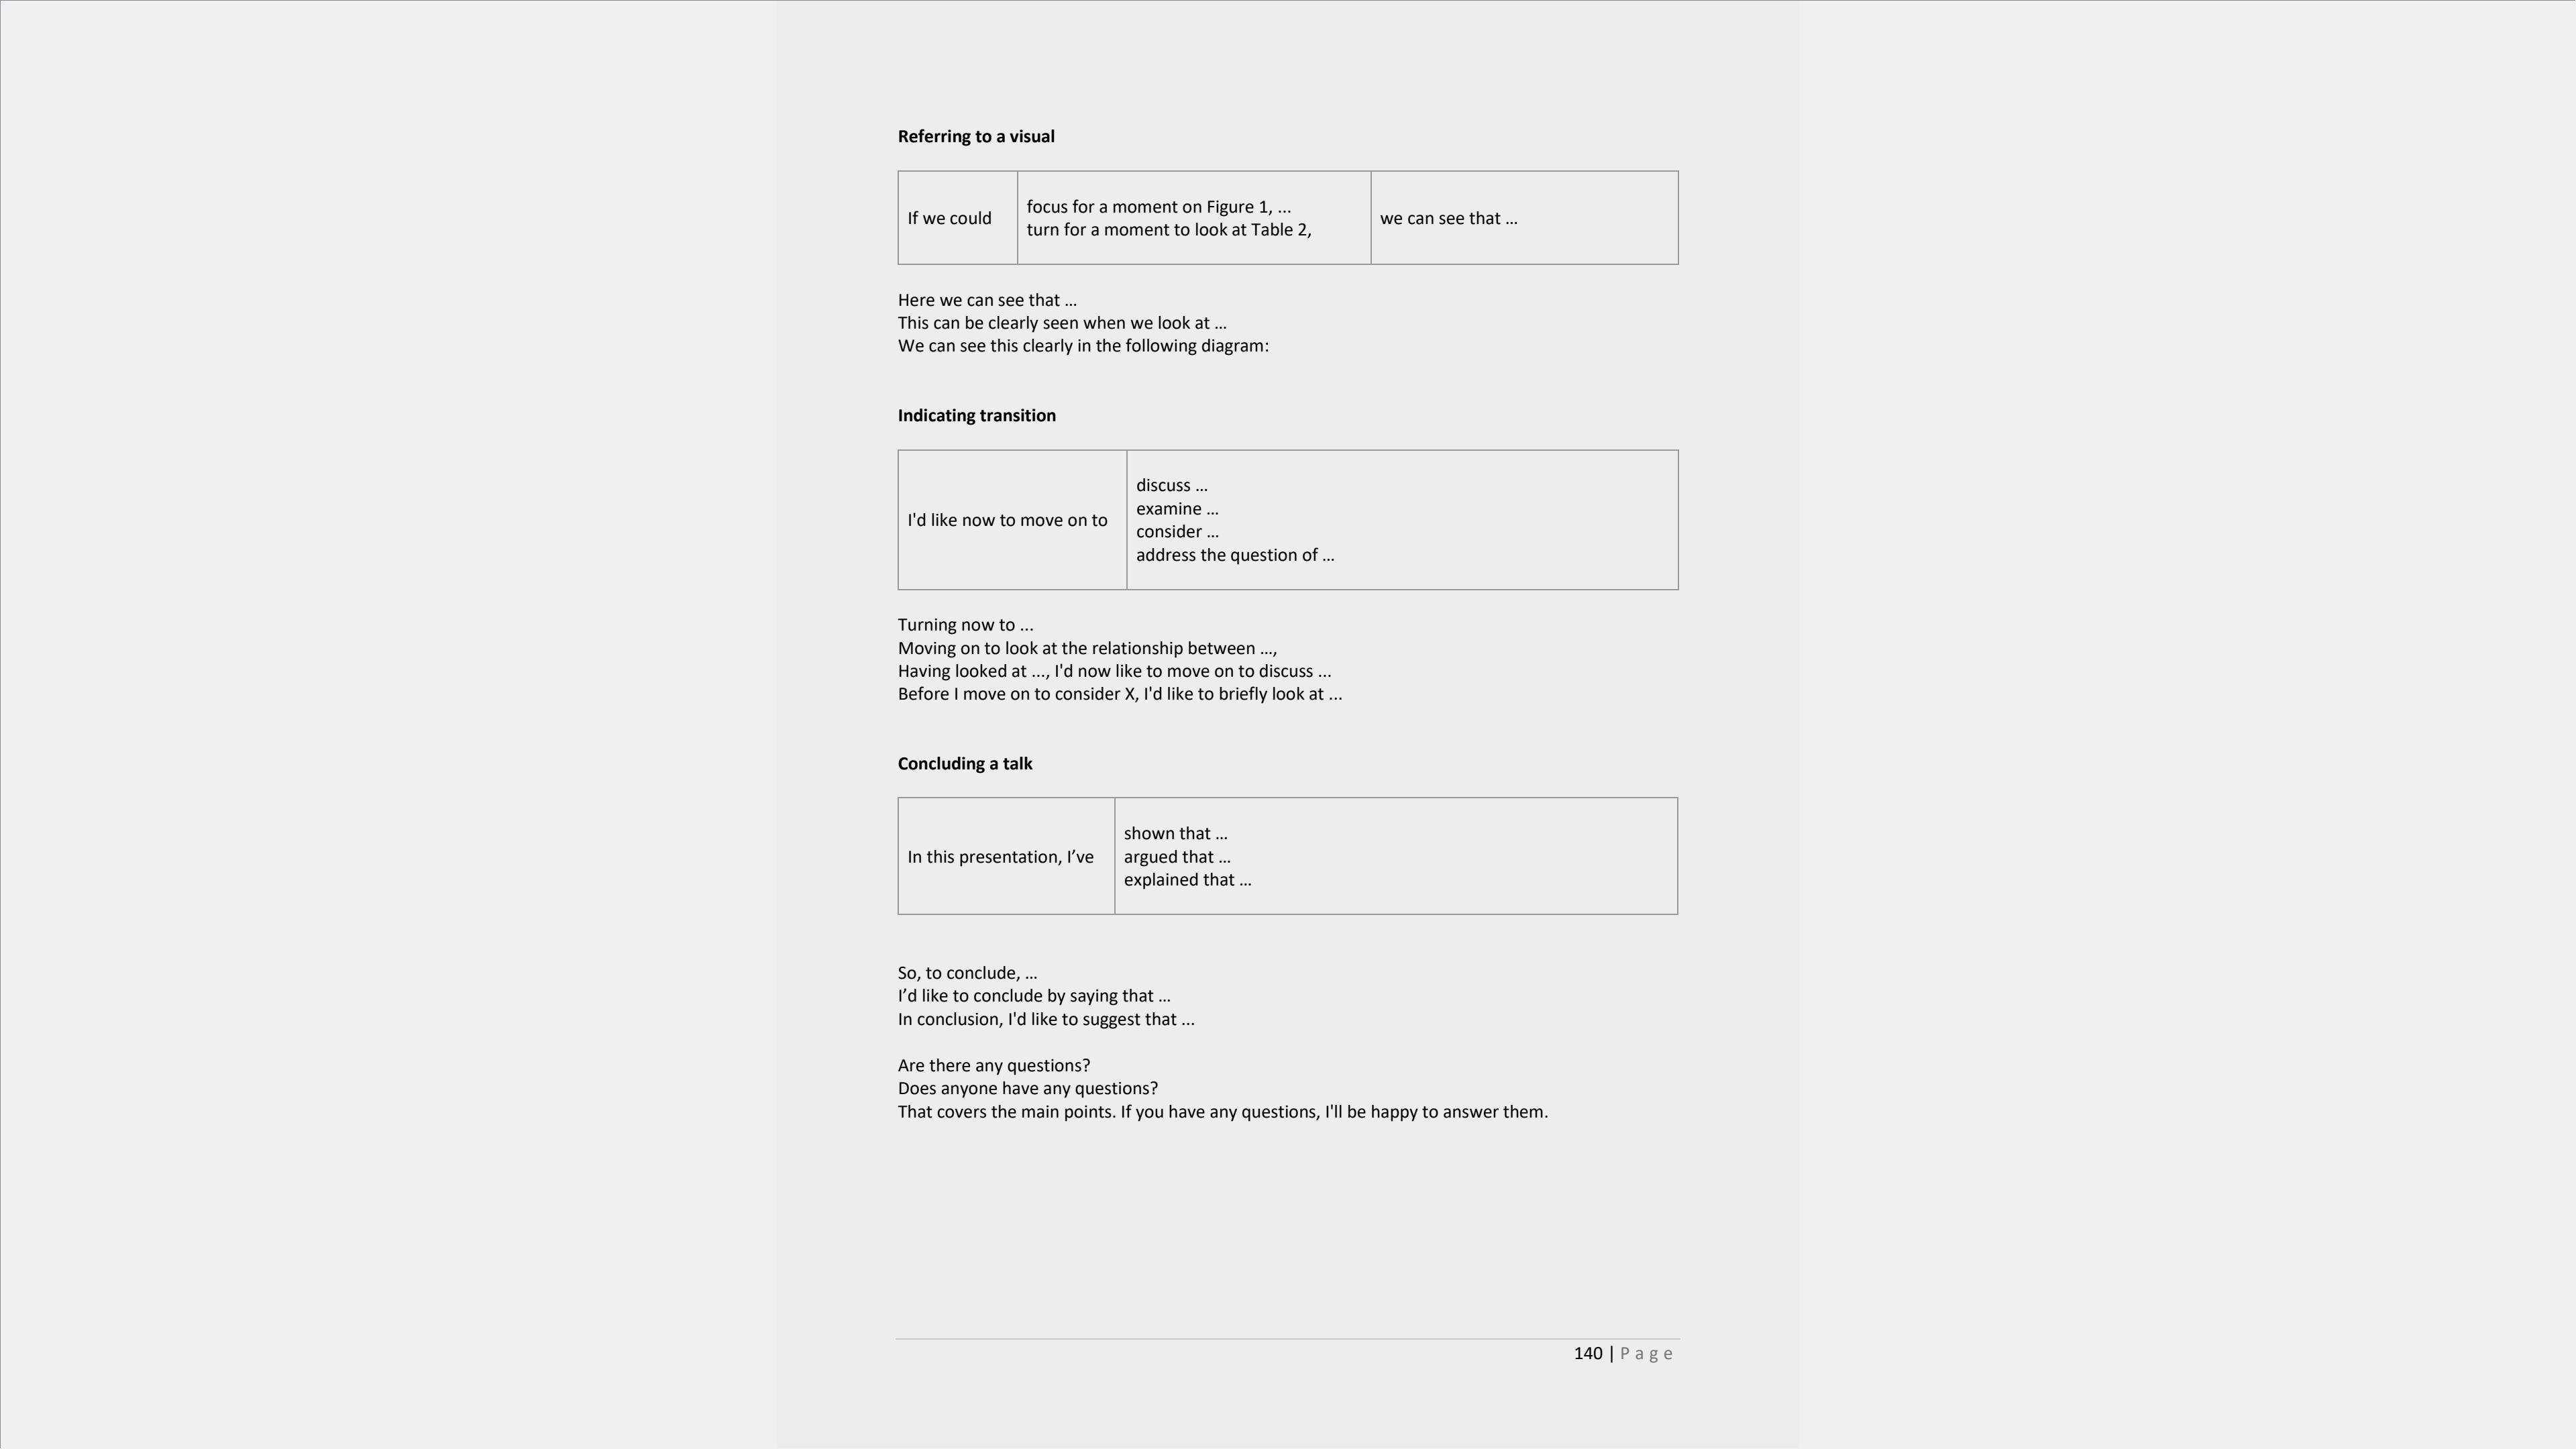 Referring to a visual
If we could
focus for a moment on Figure 1, ...
turn for a moment to look at Table 2,
we can see that …
Here we can see that …
This can be clearly seen when we look at …
We can see this clearly in the following diagram:
Indicating transition
I'd like now to move on to
discuss …
examine …
consider …
address the question of …
Turning now to ...
Moving on to look at the relationship between …,
Having looked at ..., I'd now like to move on to discuss ...
Before I move on to consider X, I'd like to briefly look at ...
Concluding a talk
In this presentation, I’ve
shown that …
argued that …
explained that …
So, to conclude, …
I’d like to conclude by saying that …
In conclusion, I'd like to suggest that ...
Are there any questions?
Does anyone have any questions?
That covers the main points. If you have any questions, I'll be happy to answer them.
140 | Page